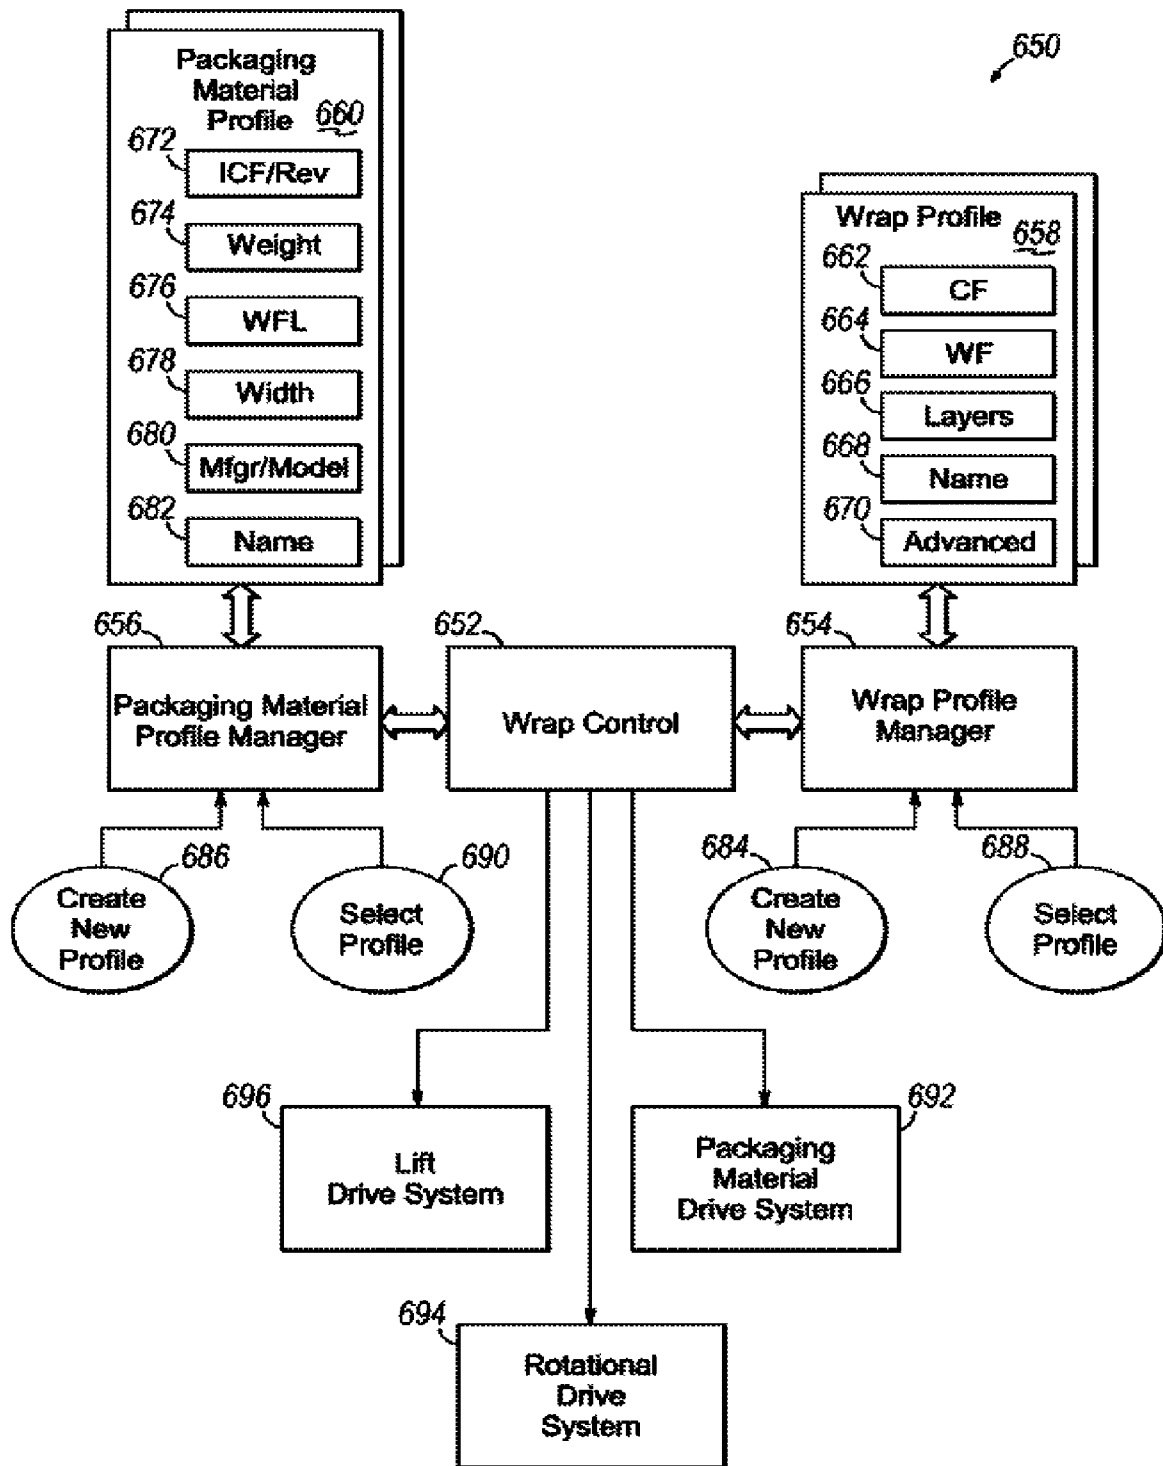 650
Packaging
Material
Profile
660
672
ICF/Rev
674
Weight
676
WFL
678
Width
680
Mfgr/Model
682
Name
Wrap Profile
658
662
CF
664
WF
666
Layers
668
Name
670
Advanced
656
Packaging Material
Profile Manager
652
Wrap Control
654
Wrap Profile
Manager
686
Create
New
Profile
690
Select
Profile
684
Create
New
Profile
688
Select
Profile
696
Lift
Drive System
692
Packaging
Material
Drive System
694
Rotational
Drive
System